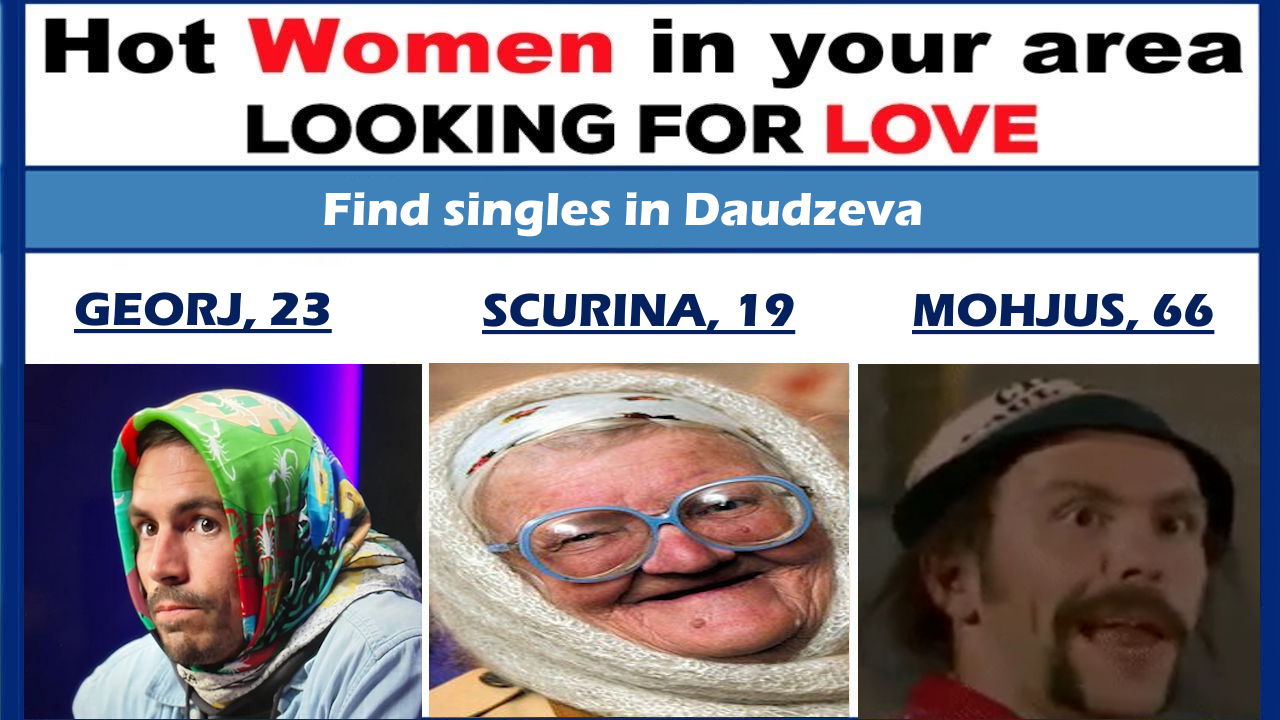 Hot Women in your area
LOOKING FOR LOVE
Find singles in Daudzeva
GEORJ, 23
SCURINA, 19
MOHJUS, 66